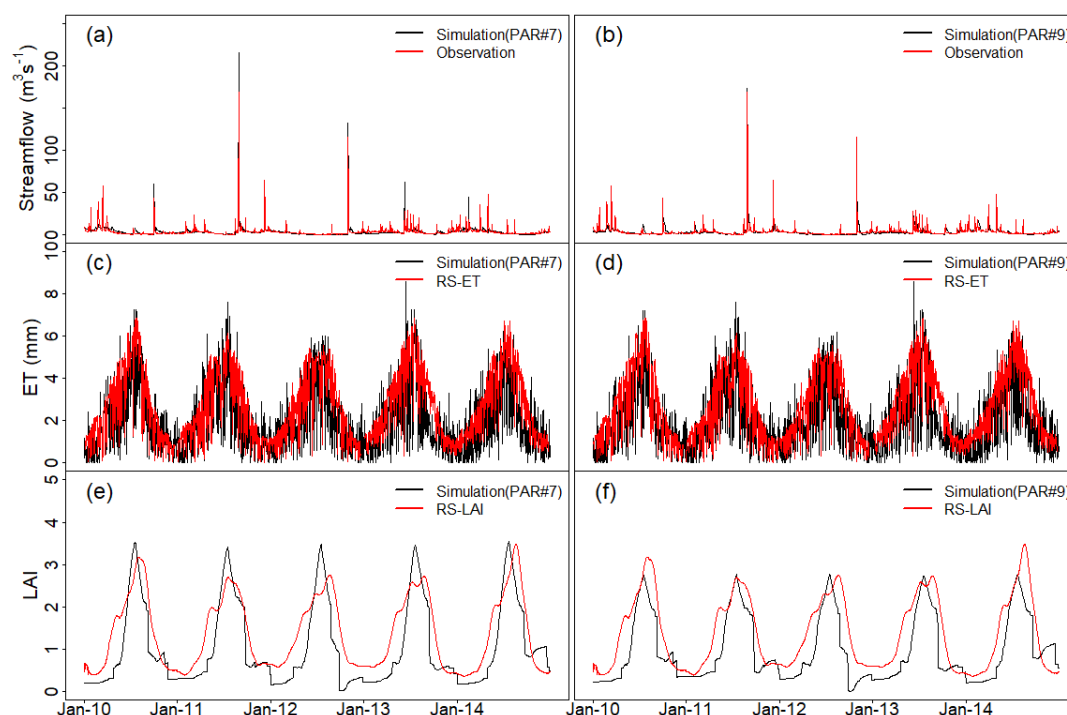 (a)
Simulation(PAR#7)
Observation
(b)
Simulation(PAR#9)
Observation
Streamflow (m³s⁻¹)
200
150
100
50
0
(c)
Simulation(PAR#7)
RS-ET
(d)
Simulation(PAR#9)
RS-ET
ET (mm)
10
8
6
4
2
0
(e)
Simulation(PAR#7)
RS-LAI
(f)
Simulation(PAR#9)
RS-LAI
LAI
5
4
3
2
1
0
Jan-10 Jan-11 Jan-12 Jan-13 Jan-14 Jan-10 Jan-11 Jan-12 Jan-13 Jan-14